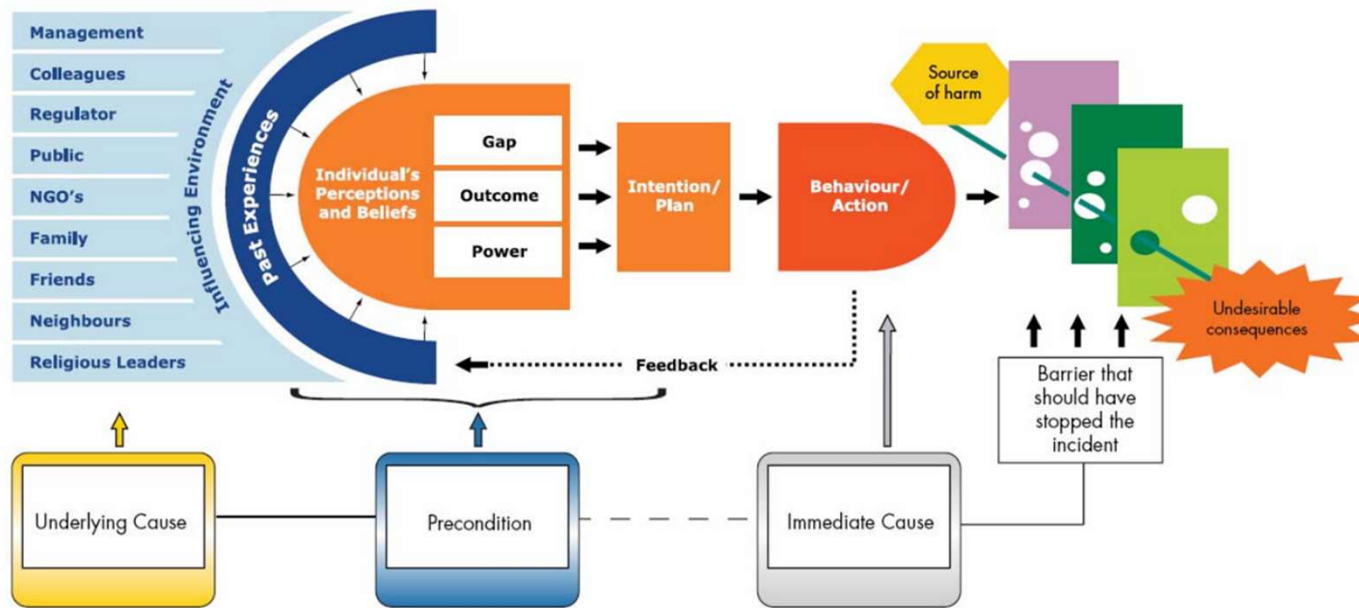 Management
Colleagues
Regulator
Public
NGO's
Family
Friends
Neighbours
Religious Leaders
Influencing Environment
Past Experiences
Individual's
Perceptions
and Beliefs
Gap
Outcome
Power
Intention/
Plan
Behaviour/
Action
Source
of harm
Undesirable
consequences
Feedback
Barrier that
should have
stopped the
incident
Underlying Cause
Precondition
Immediate Cause